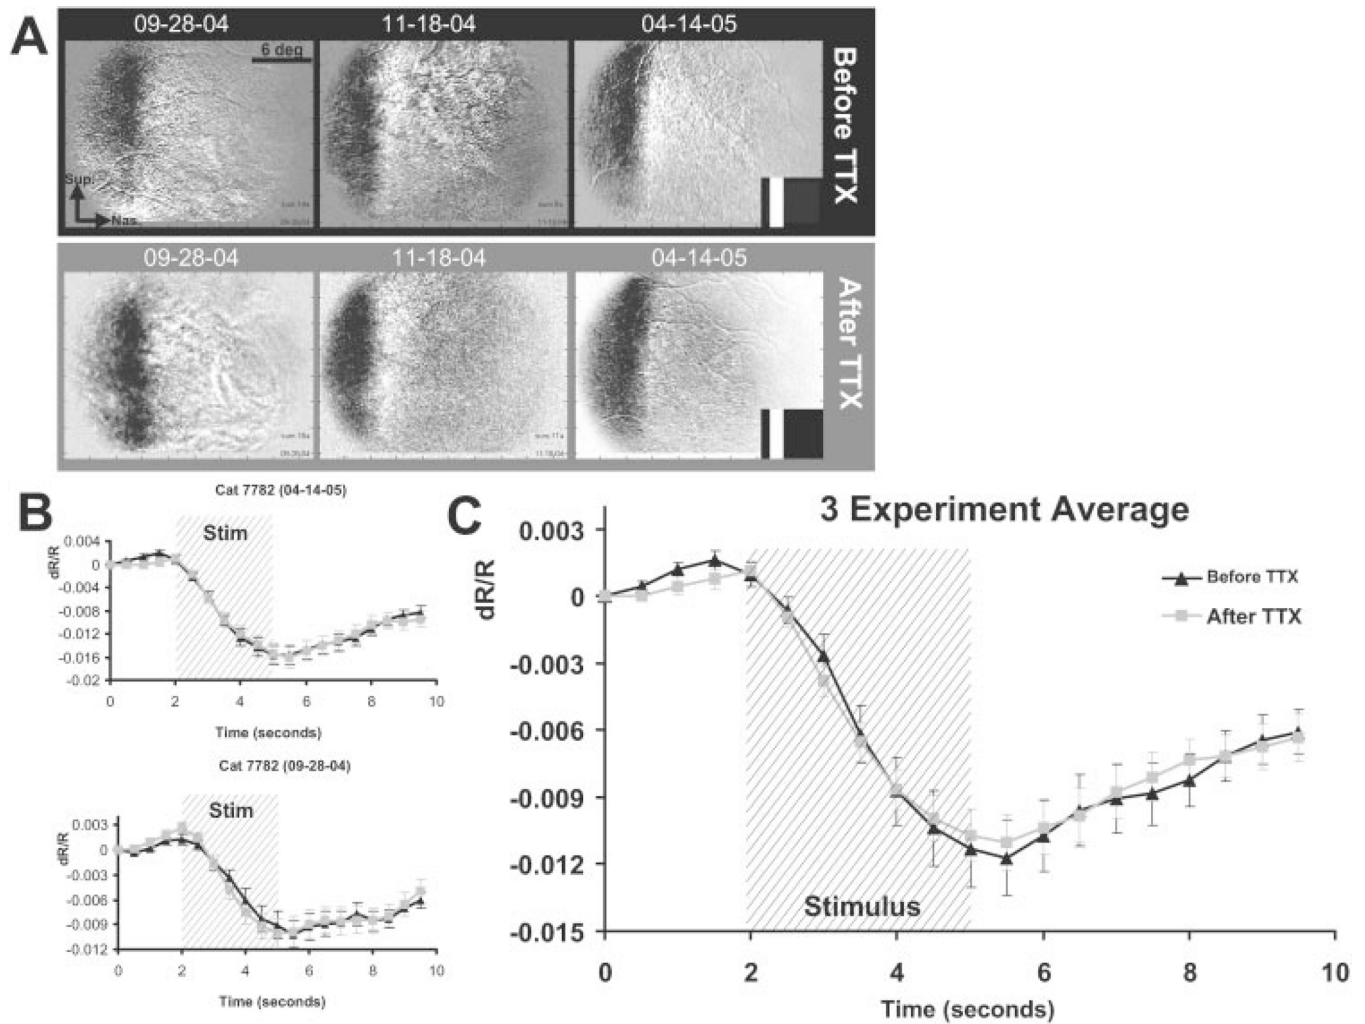 A
09-28-04 11-18-04 04-14-05
6 deg
Before TTX
Sup.
Nas.
09-28-04 11-18-04 04-14-05
After TTX
B
Cat 7782 (04-14-05)
Stim
dR/R
0.004
0
-0.004
-0.008
-0.012
-0.016
-0.02
0 2 4 6 8 10
Time (seconds)
Cat 7782 (09-28-04)
Stim
dR/R
0.003
0
-0.003
-0.006
-0.009
-0.012
0 2 4 6 8 10
Time (seconds)
C
3 Experiment Average
dR/R
0.003
0
-0.003
-0.006
-0.009
-0.012
-0.015
Before TTX
After TTX
Stimulus
0 2 4 6 8 10
Time (seconds)